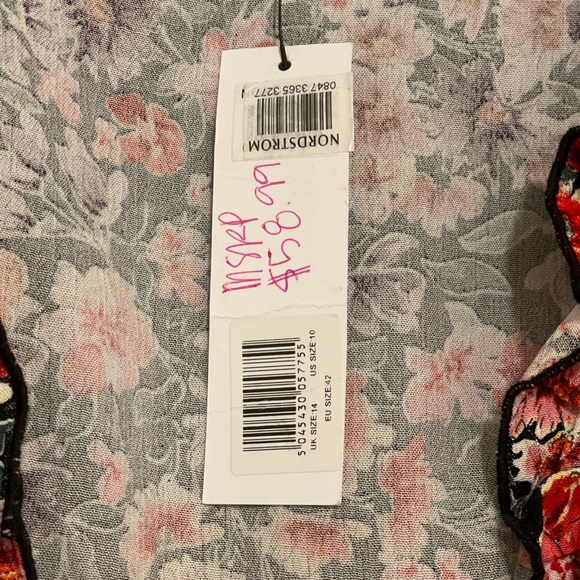 0847 3365 3277 N
NORDSTROM
MSRP
$58.99
5 045430 057755
UK SIZE:14 US SIZE:10
EU SIZE:42